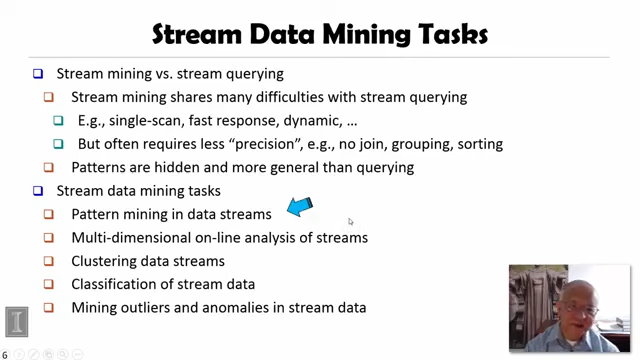 Stream Data Mining Tasks
Stream mining vs. stream querying
Stream mining shares many difficulties with stream querying
E.g., single-scan, fast response, dynamic, …
But often requires less “precision”, e.g., no join, grouping, sorting
Patterns are hidden and more general than querying
Stream data mining tasks
Pattern mining in data streams
Multi-dimensional on-line analysis of streams
Clustering data streams
Classification of stream data
Mining outliers and anomalies in stream data
I
6